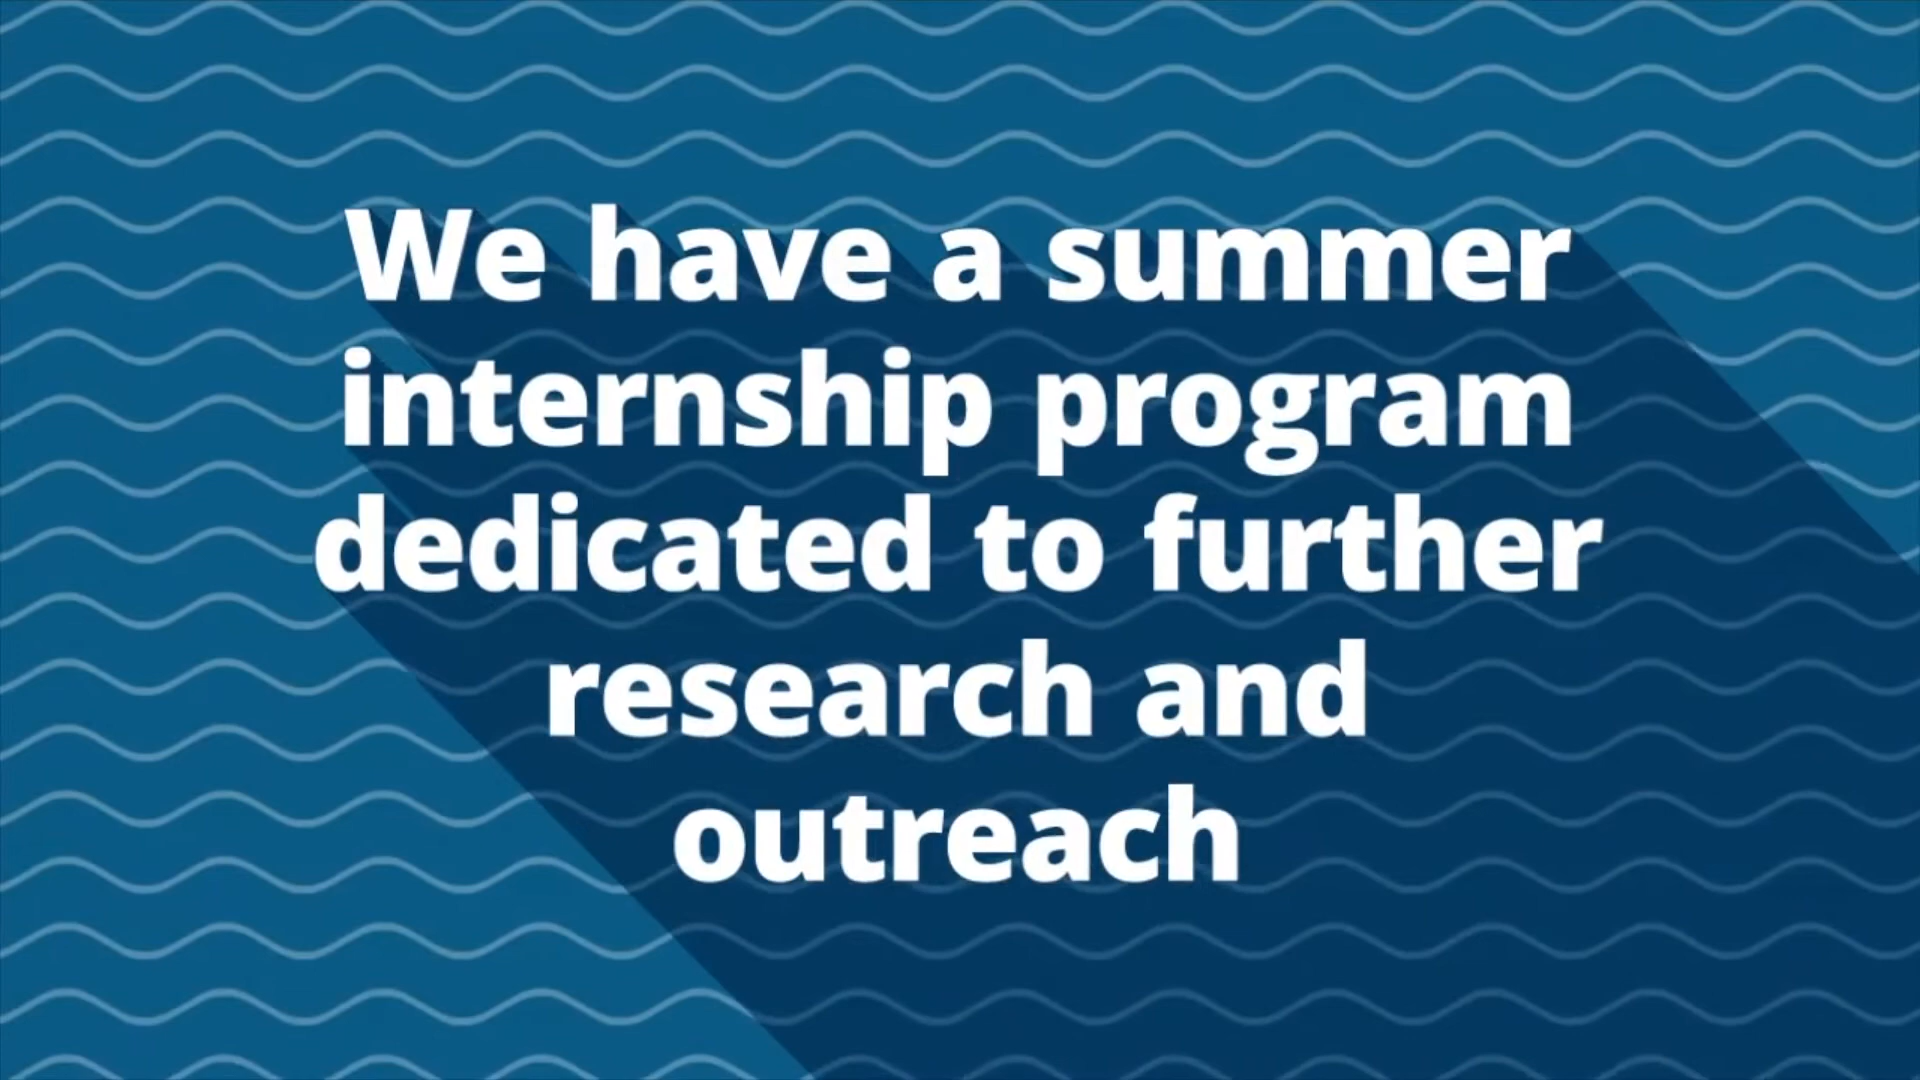 We have a summer
internship program
dedicated to further
research and
outreach